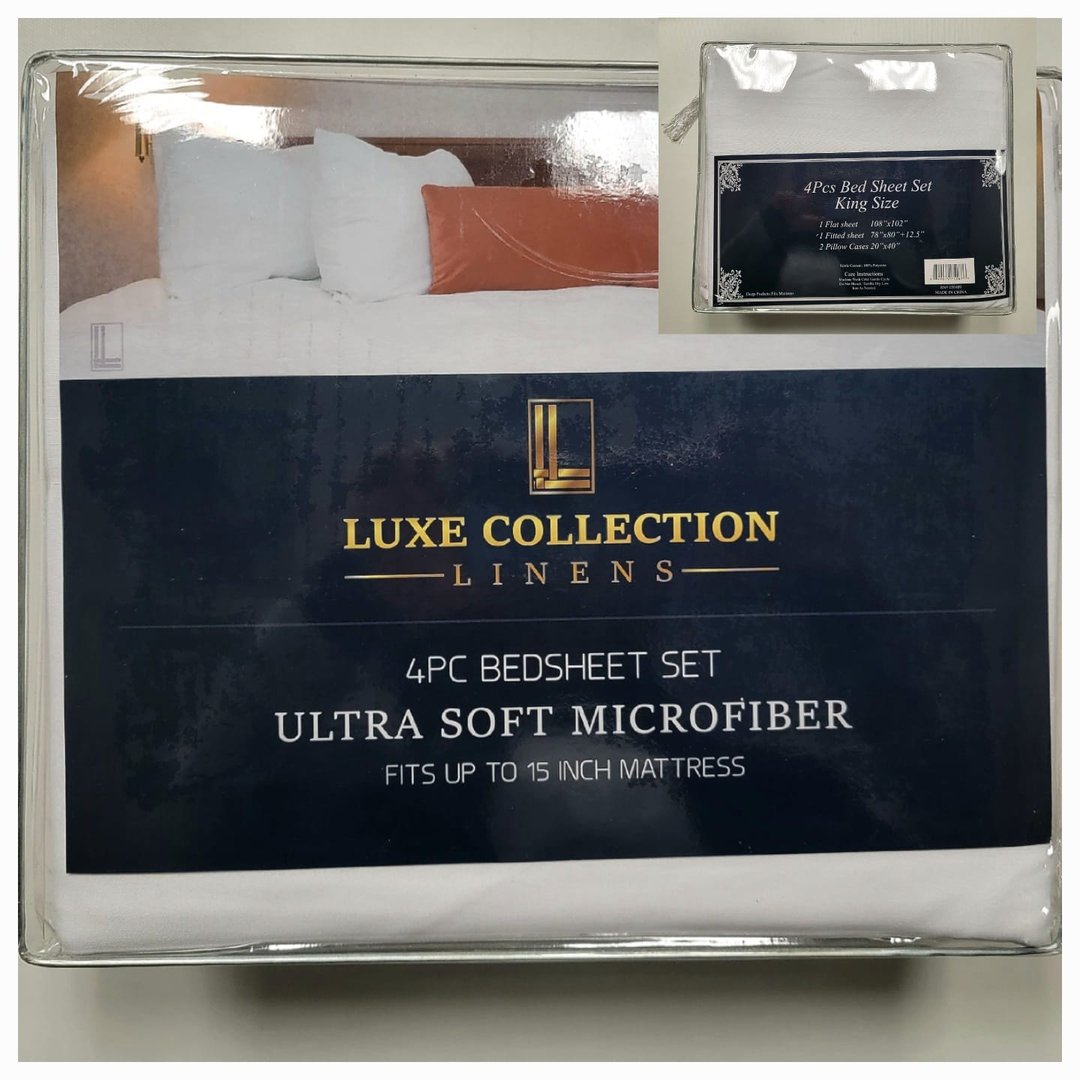 4Pcs Bed Sheet Set
King Size
1 Flat sheet 108"x102"
1 Fitted sheet 78"x80"+12.5"
2 Pillow Cases 20"x40"
Care Instructions
MADE IN CHINA
LUXE COLLECTION
LINENS
4PC BEDSHEET SET
ULTRA SOFT MICROFIBER
FITS UP TO 15 INCH MATTRESS